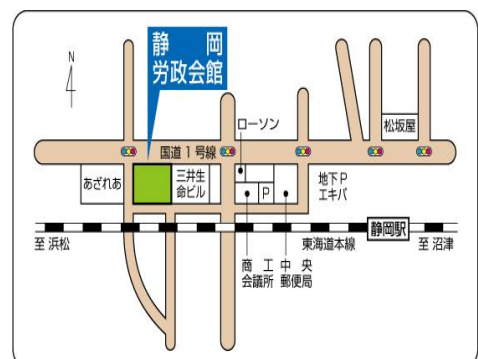 静岡
労政会館
N
ローソン
松坂屋
国道1号線
あざれあ
三井生
命ビル
P
地下P
エキパ
至 浜松
東海道本線
静岡駅
至 沼津
商工
会議所
中央
郵便局